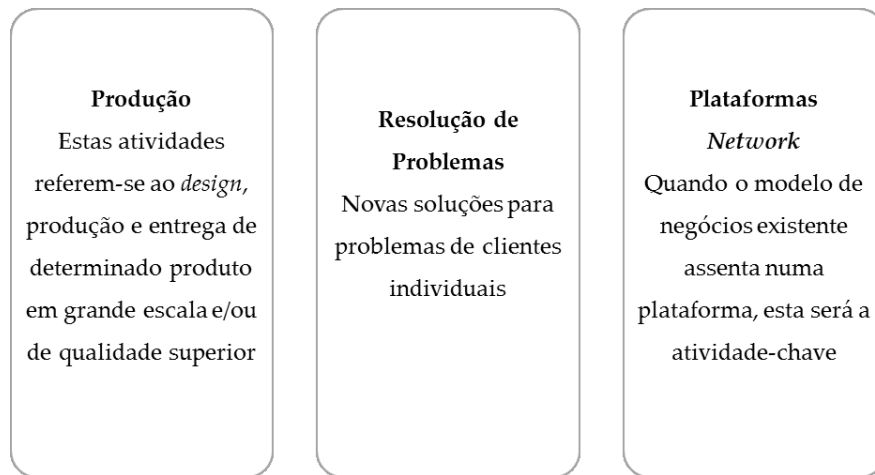 Produção
Estas atividades
referem-se ao design,
produção e entrega de
determinado produto
em grande escala e/ou
de qualidade superior
Resolução de
Problemas
Novas soluções para
problemas de clientes
individuais
Plataformas
Network
Quando o modelo de
negócios existente
assenta numa
plataforma, esta será a
atividade-chave